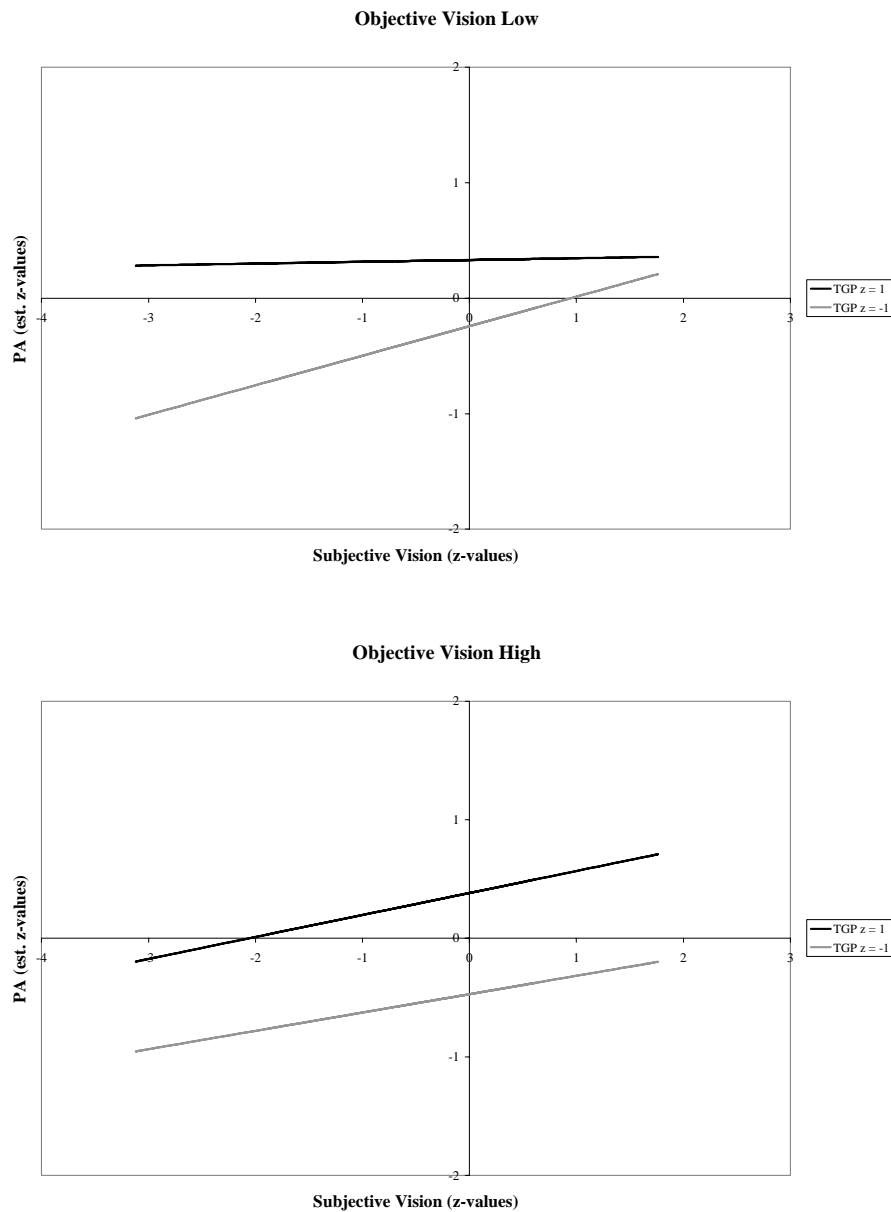 Objective Vision Low
2
1
0
-4 -3 -2 -1 0 1 2 3
-1
-2
PA (est. z-values)
TGP z = 1
TGP z = -1
Subjective Vision (z-values)
Objective Vision High
2
1
0
-4 -3 -2 -1 0 1 2 3
-1
-2
PA (est. z-values)
TGP z = 1
TGP z = -1
Subjective Vision (z-values)